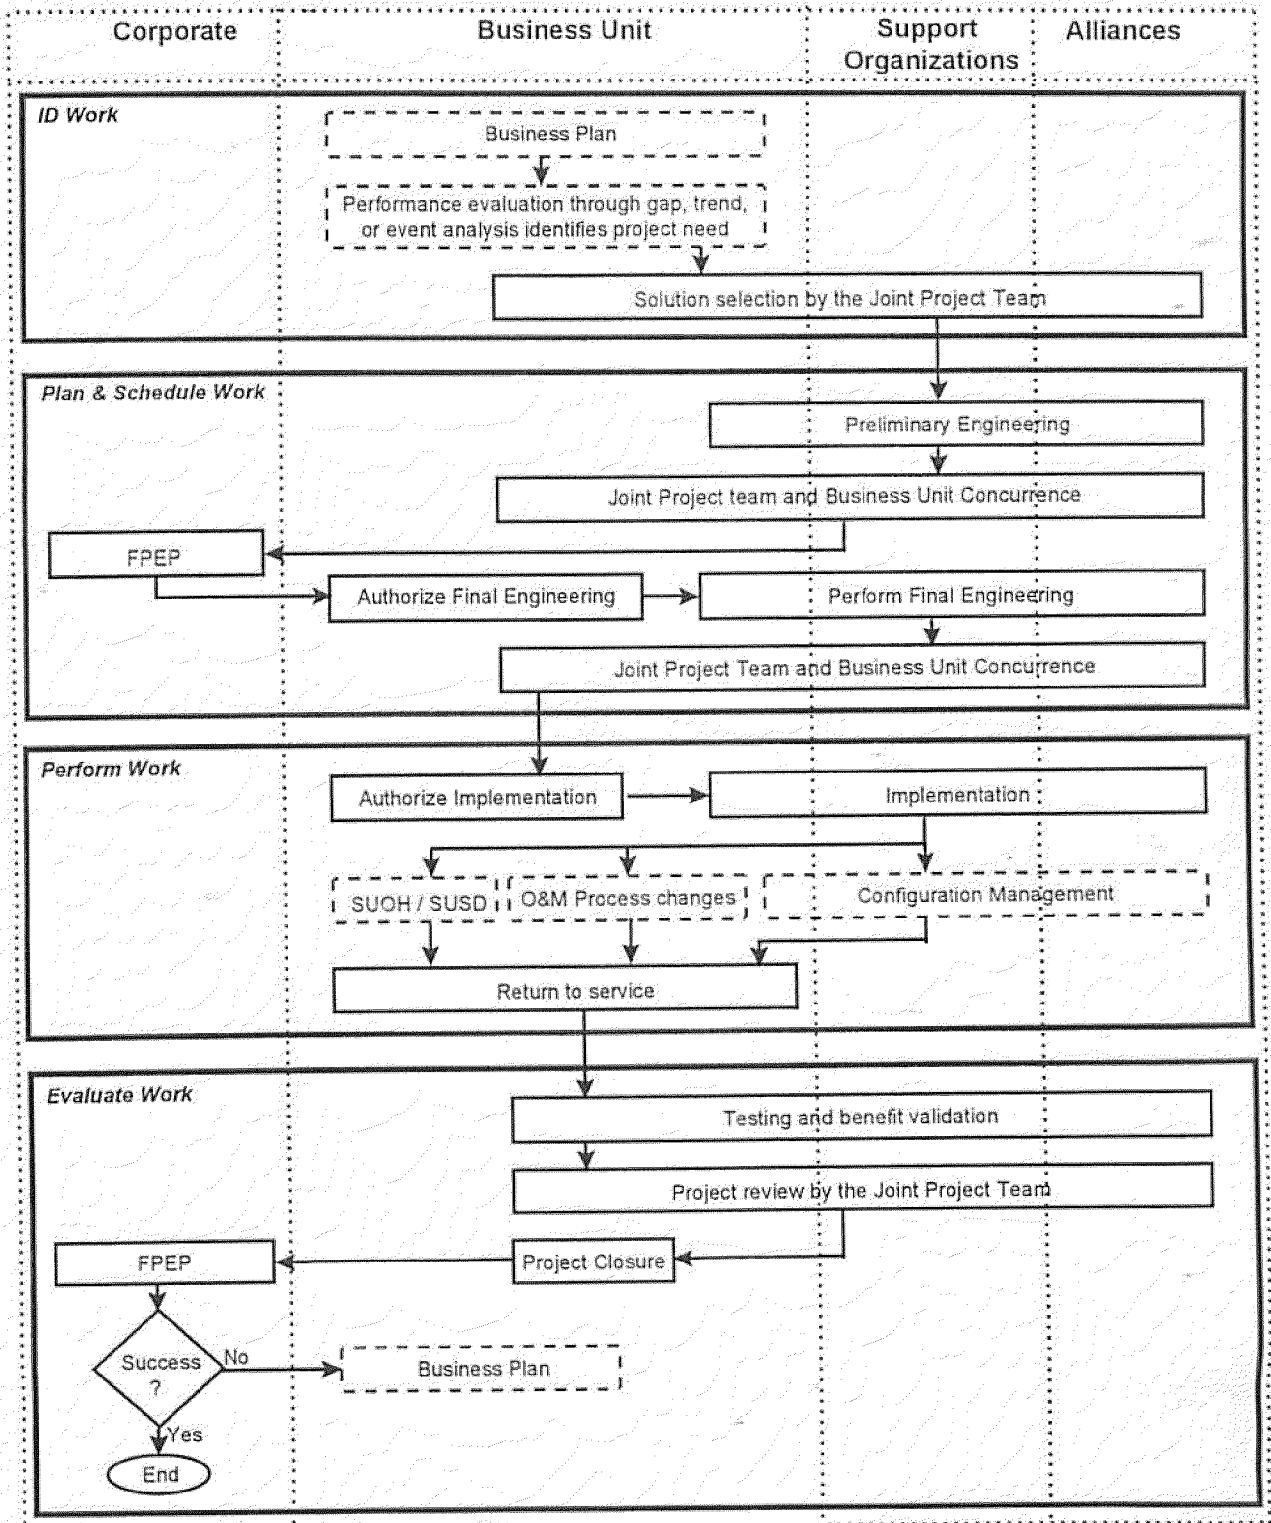 Corporate
Business Unit
Support
Organizations
Alliances
ID Work
Business Plan
Performance evaluation through gap, trend,
or event analysis identifies project need
Solution selection by the Joint Project Team
Plan & Schedule Work
Preliminary Engineering
Joint Project team and Business Unit Concurrence
FPEP
Authorize Final Engineering
Perform Final Engineering
Joint Project Team and Business Unit Concurrence
Perform Work
Authorize Implementation
Implementation
SUOH / SUSD
O&M Process changes
Configuration Management
Return to service
Evaluate Work
Testing and benefit validation
Project review by the Joint Project Team
FPEP
Project Closure
Success
?
No
Business Plan
Yes
End